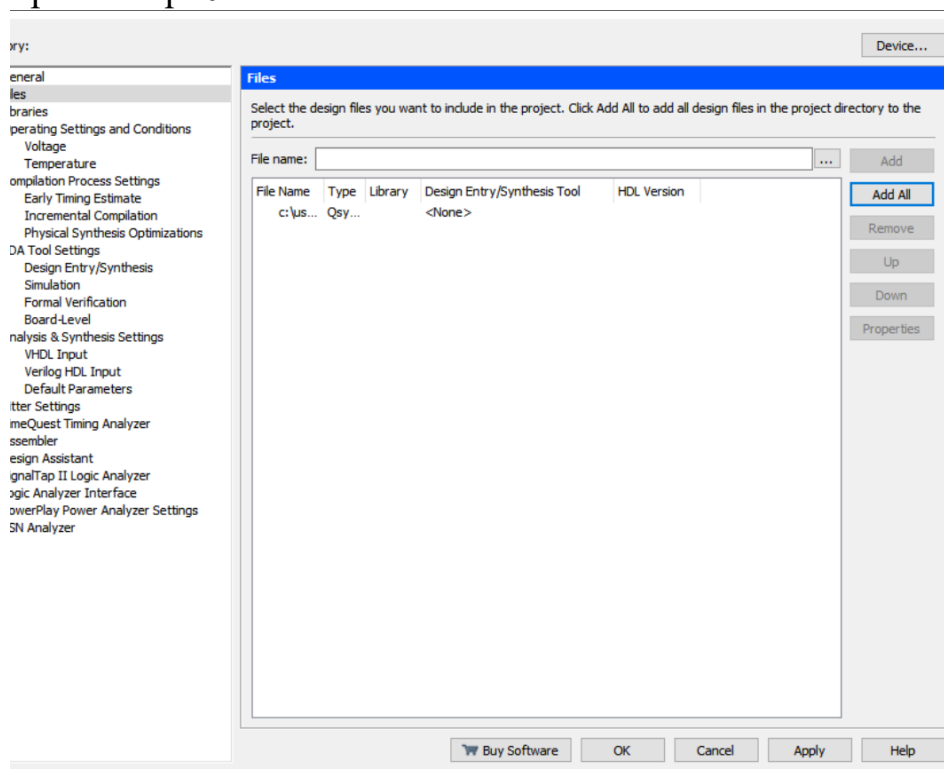 ory:
Device...
eneral
les
braries
perating Settings and Conditions
Voltage
Temperature
ompilation Process Settings
Early Timing Estimate
Incremental Compilation
Physical Synthesis Optimizations
DA Tool Settings
Design Entry/Synthesis
Simulation
Formal Verification
Board-Level
nalysis & Synthesis Settings
VHDL Input
Verilog HDL Input
Default Parameters
itter Settings
imeQuest Timing Analyzer
ssembler
esign Assistant
ignalTap II Logic Analyzer
ogic Analyzer Interface
owerPlay Power Analyzer Settings
SN Analyzer
Files
Select the design files you want to include in the project. Click Add All to add all design files in the project directory to the
project.
File name:
...
Add
File Name Type Library Design Entry/Synthesis Tool HDL Version
c:\us... Qsy... <None>
Add All
Remove
Up
Down
Properties
Buy Software
OK
Cancel
Apply
Help